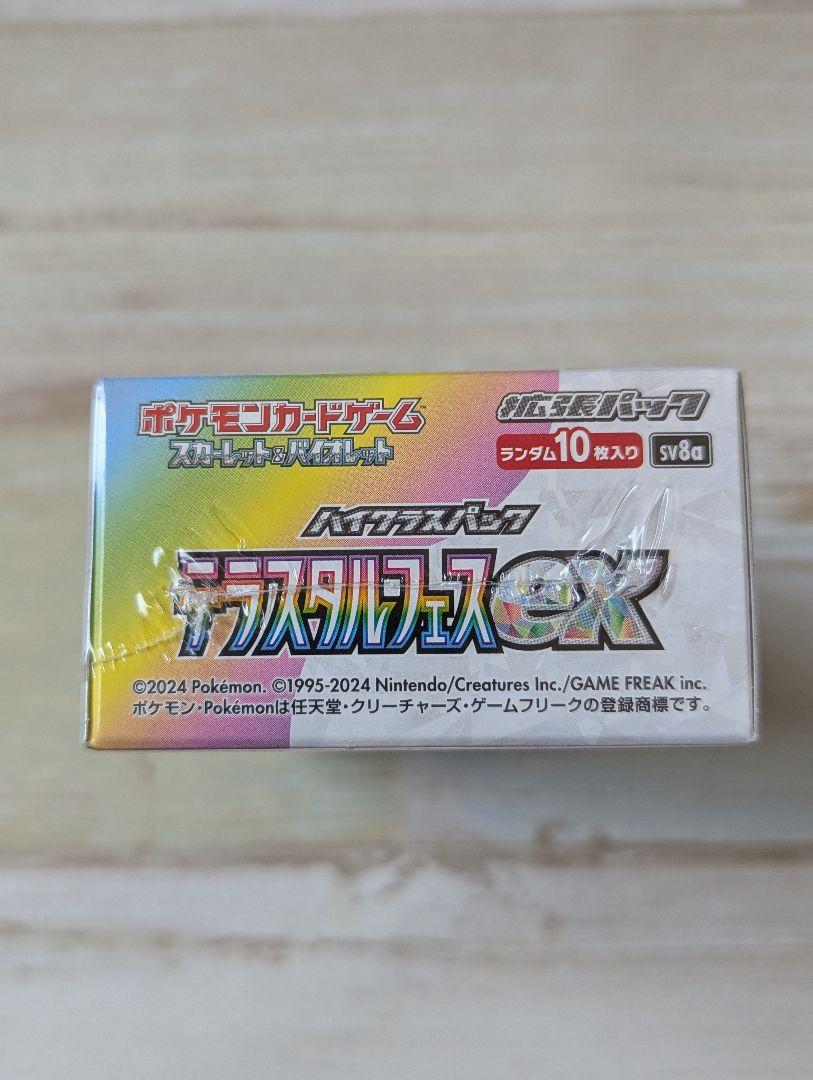 ポケモンカードゲーム™
スカーレット&バイオレット
拡張パック
ランダム10枚入り
SV8a
ハイクラスパック
テラスタルフェスex
©2024 Pokémon. ©1995-2024 Nintendo/Creatures Inc./GAME FREAK inc.
ポケモン・Pokémonは任天堂・クリーチャーズ・ゲームフリークの登録商標です。